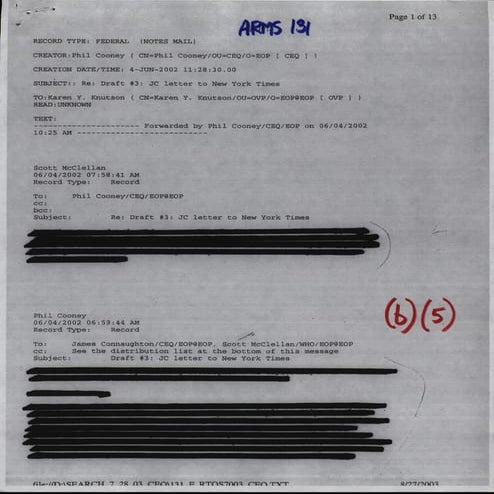 ARMS 131
Page 1 of 13
RECORD TYPE: FEDERAL (NOTES MAIL)
CREATOR:Phil Cooney ( CN=Phil Cooney/OU=CEQ/O=EOP [ CEQ ] )
CREATION DATE/TIME: 4-JUN-2002 11:28:30.00
SUBJECT:: Re: Draft #3: JC letter to New York Times
TO:Karen Y. Knutson ( CN=Karen Y. Knutson/OU=OVP/O=EOP@EOP [ OVP ] )
READ:UNKNOWN
TEXT:
---------------------- Forwarded by Phil Cooney/CEQ/EOP on 06/04/2002
10:25 AM ---------------------------
Scott McClellan
06/04/2002 07:58:41 AM
Record Type: Record
To: Phil Cooney/CEQ/EOP@EOP
cc:
bcc:
Subject: Re: Draft #3: JC letter to New York Times
(b)(5)
Phil Cooney
06/04/2002 06:59:44 AM
Record Type: Record
To: James Connaughton/CEQ/EOP@EOP, Scott McClellan/WHO/EOP@EOP
cc: See the distribution list at the bottom of this message
Subject: Draft #3: JC letter to New York Times
8/27/2003